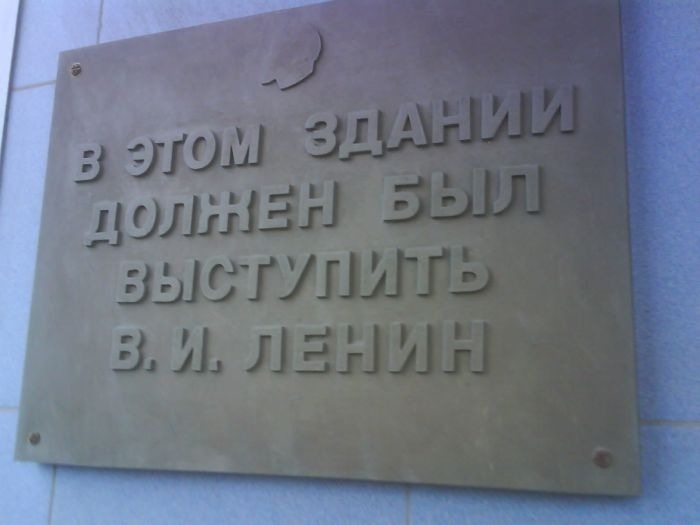 В ЭТОМ ЗДАНИИ
ДОЛЖЕН БЫЛ
ВЫСТУПИТЬ
В. И. ЛЕНИН